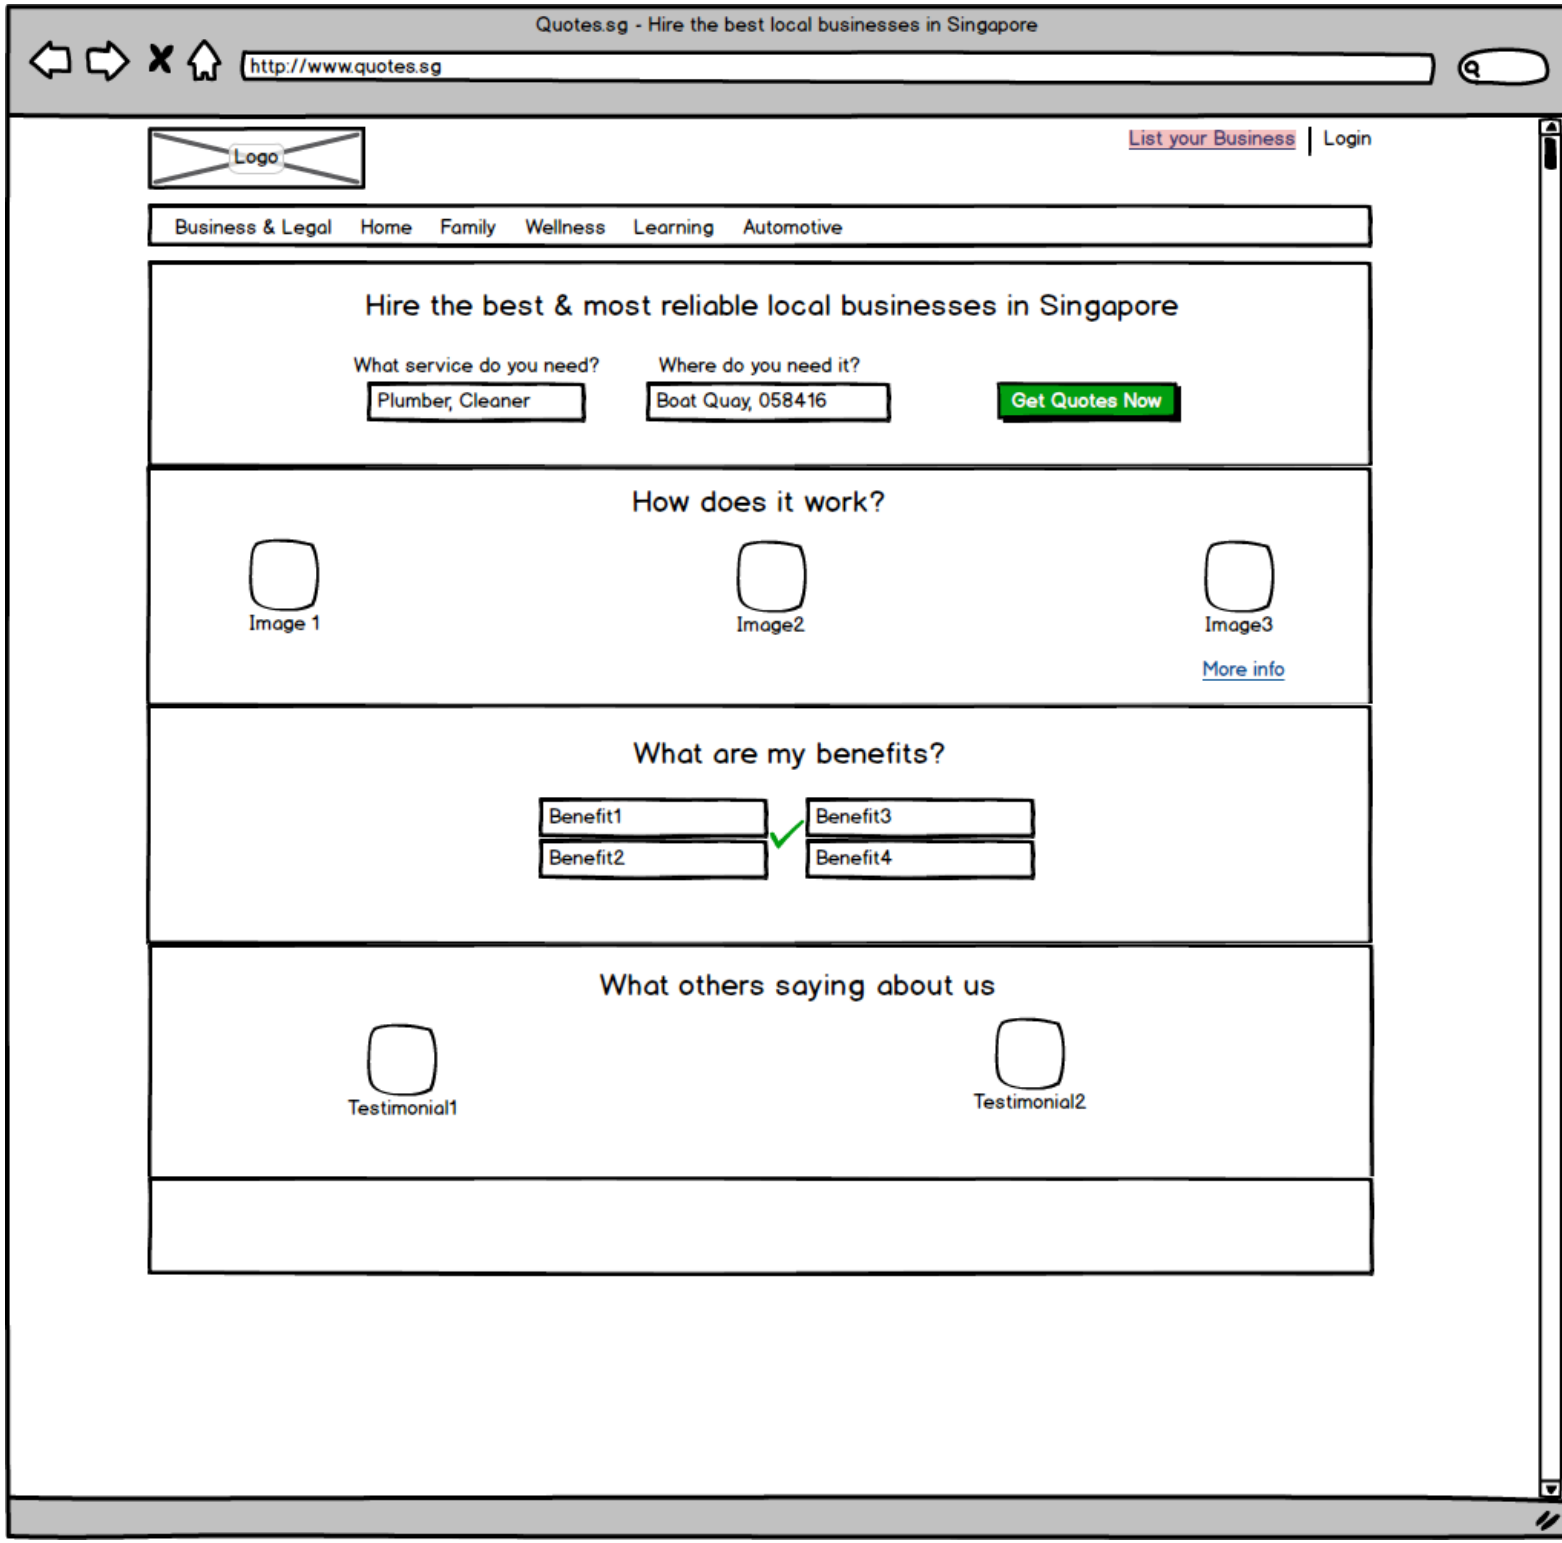 Quotes.sg - Hire the best local businesses in Singapore
http://www.quotes.sg
Logo
List your Business Login
Business & Legal Home Family Wellness Learning Automotive
Hire the best & most reliable local businesses in Singapore
What service do you need? Where do you need it?
Plumber, Cleaner Boat Quay, 058416 Get Quotes Now
How does it work?
Image 1 Image2 Image3
More info
What are my benefits?
Benefit1 Benefit3
Benefit2 Benefit4
What others saying about us
Testimonial1 Testimonial2